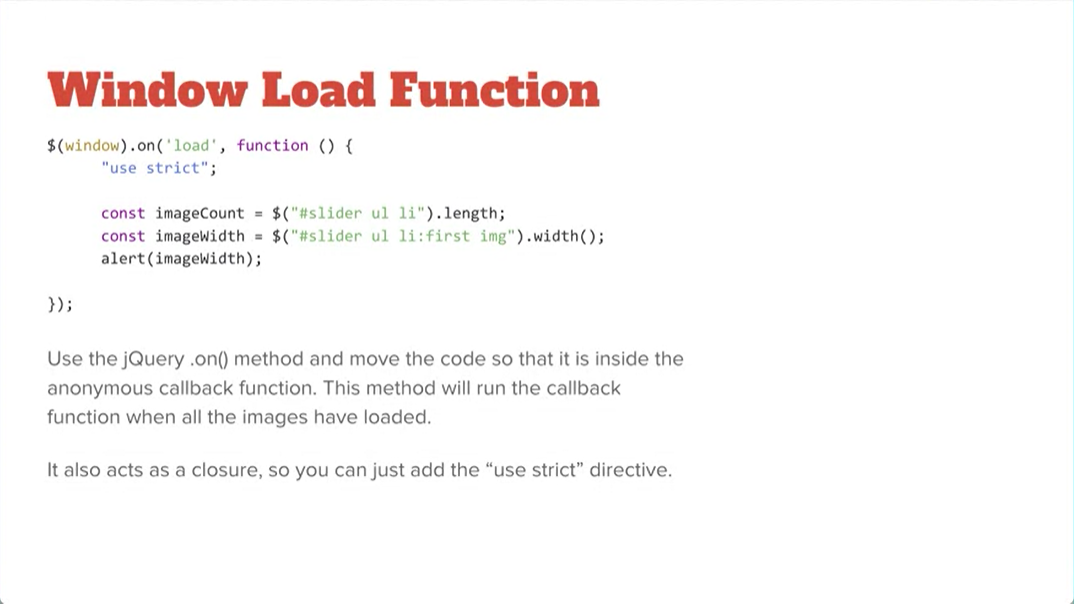 Window Load Function
$(window).on('load', function () {
"use strict";
const imageCount = $("#slider ul li").length;
const imageWidth = $("#slider ul li:first img").width();
alert(imageWidth);
});
Use the jQuery .on() method and move the code so that it is inside the
anonymous callback function. This method will run the callback
function when all the images have loaded.
It also acts as a closure, so you can just add the “use strict” directive.